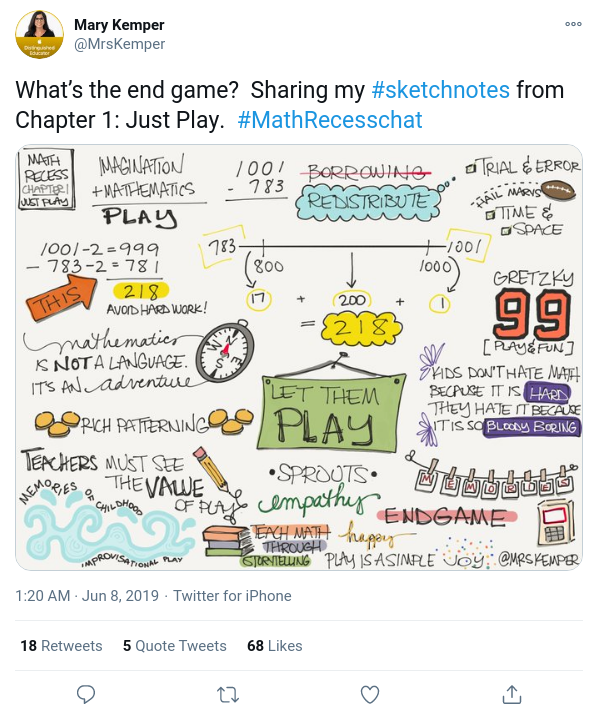 Mary Kemper
@MrsKemper
Distinguished
Educator
What's the end game? Sharing my #sketchnotes from
Chapter 1: Just Play. #MathRecesschat
MATH
RECESS
CHAPTER 1
JUST PLAY
IMAGINATION
+MATHEMATICS
PLAY
1001
- 783
BORROWING
REDISTRIBUTE
TRIAL & ERROR
HAIL MARYS
TIME &
SPACE
1001-2=999
- 783-2=781
218
THIS
AVOID HARD WORK!
783
1001
800
1000
17 + 200 + 1
= 218
GRETZKY
99
[PLAY & FUN]
mathematics
IS NOT A LANGUAGE.
IT'S AN adventure
N
E
S
W
LET THEM
PLAY
KIDS DON'T HATE MATH
BECAUSE IT IS HARD
THEY HATE IT BECAUSE
IT IS SO BLOODY BORING
RICH PATTERNING
TEACHERS MUST SEE
THE VALUE
OF PLAY
• SPROUTS •
empathy
MEMORIES
MEMORIES OF CHILDHOOD
IMPROVISATIONAL PLAY
ENDGAME
TEACH MATH
THROUGH
STORYTELLING
happy
PLAY IS A SIMPLE JOY.
@MRSKEMPER
1:20 AM · Jun 8, 2019 · Twitter for iPhone
18 Retweets 5 Quote Tweets 68 Likes